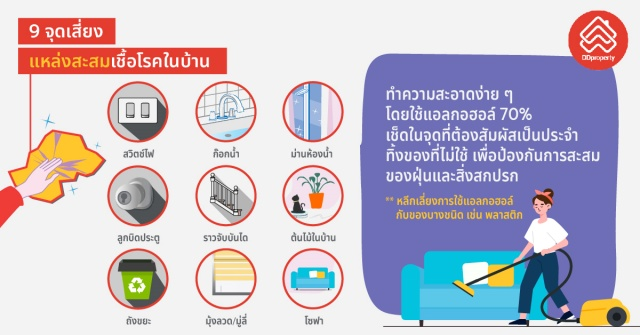 9 จุดเสี่ยง
แหล่งสะสมเชื้อโรคในบ้าน
สวิตช์ไฟ
ก๊อกน้ำ
ม่านห้องน้ำ
ลูกบิดประตู
ราวจับบันได
ต้นไม้ในบ้าน
ถังขยะ
มุ้งลวด/มู่ลี่
โซฟา
DDproperty
ทำความสะอาดง่าย ๆ
โดยใช้แอลกอฮอล์ 70%
เช็ดในจุดที่ต้องสัมผัสเป็นประจำ
ทิ้งของที่ไม่ใช้ เพื่อป้องกันการสะสม
ของฝุ่นและสิ่งสกปรก
** หลีกเลี่ยงการใช้แอลกอฮอล์
กับของบางชนิด เช่น พลาสติก